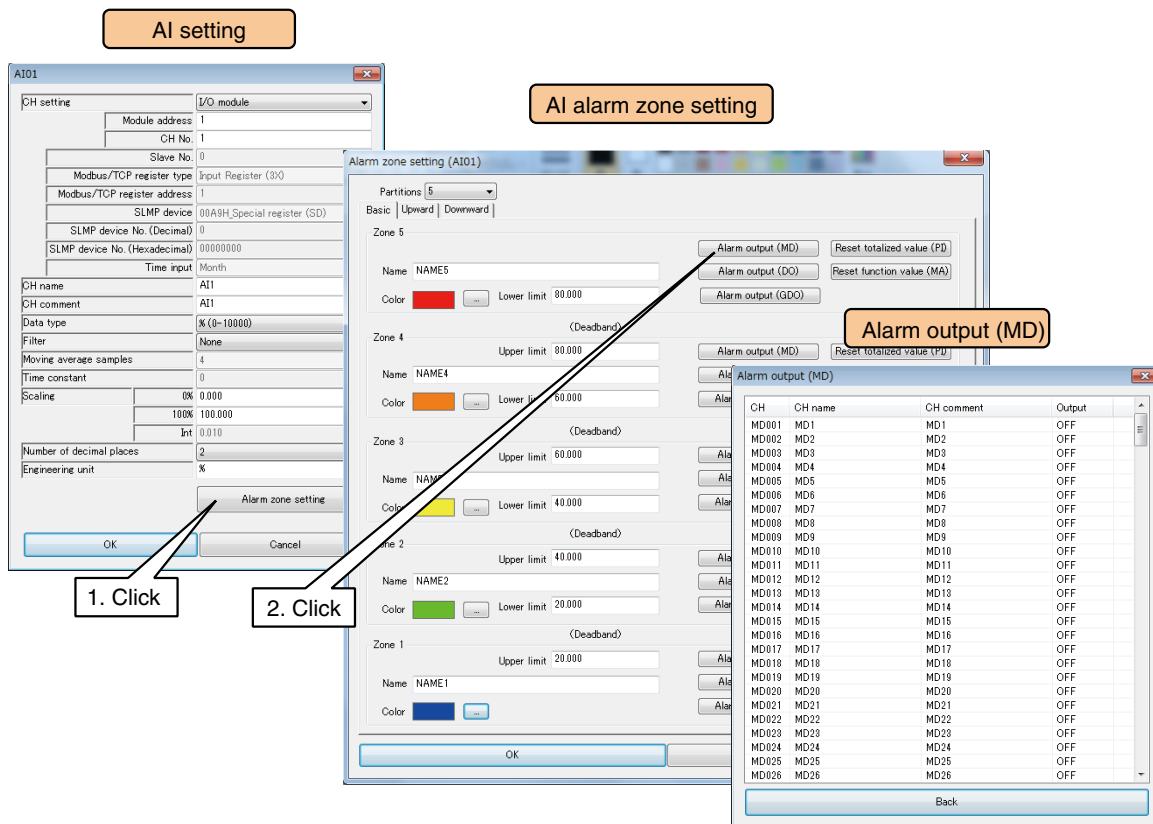 AI setting
AI01
CH setting I/O module
Module address 1
CH No. 1
Slave No. 0
Modbus/TCP register type Input Register (3X)
Modbus/TCP register address 1
SLMP device 00A9H_Special register (SD)
SLMP device No. (Decimal) 0
SLMP device No. (Hexadecimal) 00000000
Time input Month
CH name AI1
CH comment AI1
Data type % (0-10000)
Filter None
Moving average samples 4
Time constant 0
Scaling 0% 0.000
100% 100.000
Int 0.010
Number of decimal places 2
Engineering unit %
Alarm zone setting
OK Cancel
1. Click
AI alarm zone setting
Alarm zone setting (AI01)
Partitions 5
Basic Upward Downward
Zone 5
Alarm output (MD) Reset totalized value (PI)
Name NAME5 Alarm output (DO) Reset function value (MA)
Color ... Lower limit 80.000 Alarm output (GDO)
(Deadband)
Zone 4
Upper limit 80.000 Alarm output (MD) Reset totalized value (PI)
Name NAME4
Color ... Lower limit 60.000
(Deadband)
Zone 3
Upper limit 60.000
Name
Color ... Lower limit 40.000
(Deadband)
Zone 2
Upper limit 40.000
Name NAME2
Color ... Lower limit 20.000
(Deadband)
Zone 1
Upper limit 20.000
Name NAME1
Color ...
OK
2. Click
Alarm output (MD)
Alarm output (MD)
CH CH name CH comment Output
MD001 MD1 MD1 OFF
MD002 MD2 MD2 OFF
MD003 MD3 MD3 OFF
MD004 MD4 MD4 OFF
MD005 MD5 MD5 OFF
MD006 MD6 MD6 OFF
MD007 MD7 MD7 OFF
MD008 MD8 MD8 OFF
MD009 MD9 MD9 OFF
MD010 MD10 MD10 OFF
MD011 MD11 MD11 OFF
MD012 MD12 MD12 OFF
MD013 MD13 MD13 OFF
MD014 MD14 MD14 OFF
MD015 MD15 MD15 OFF
MD016 MD16 MD16 OFF
MD017 MD17 MD17 OFF
MD018 MD18 MD18 OFF
MD019 MD19 MD19 OFF
MD020 MD20 MD20 OFF
MD021 MD21 MD21 OFF
MD022 MD22 MD22 OFF
MD023 MD23 MD23 OFF
MD024 MD24 MD24 OFF
MD025 MD25 MD25 OFF
MD026 MD26 MD26 OFF
Back